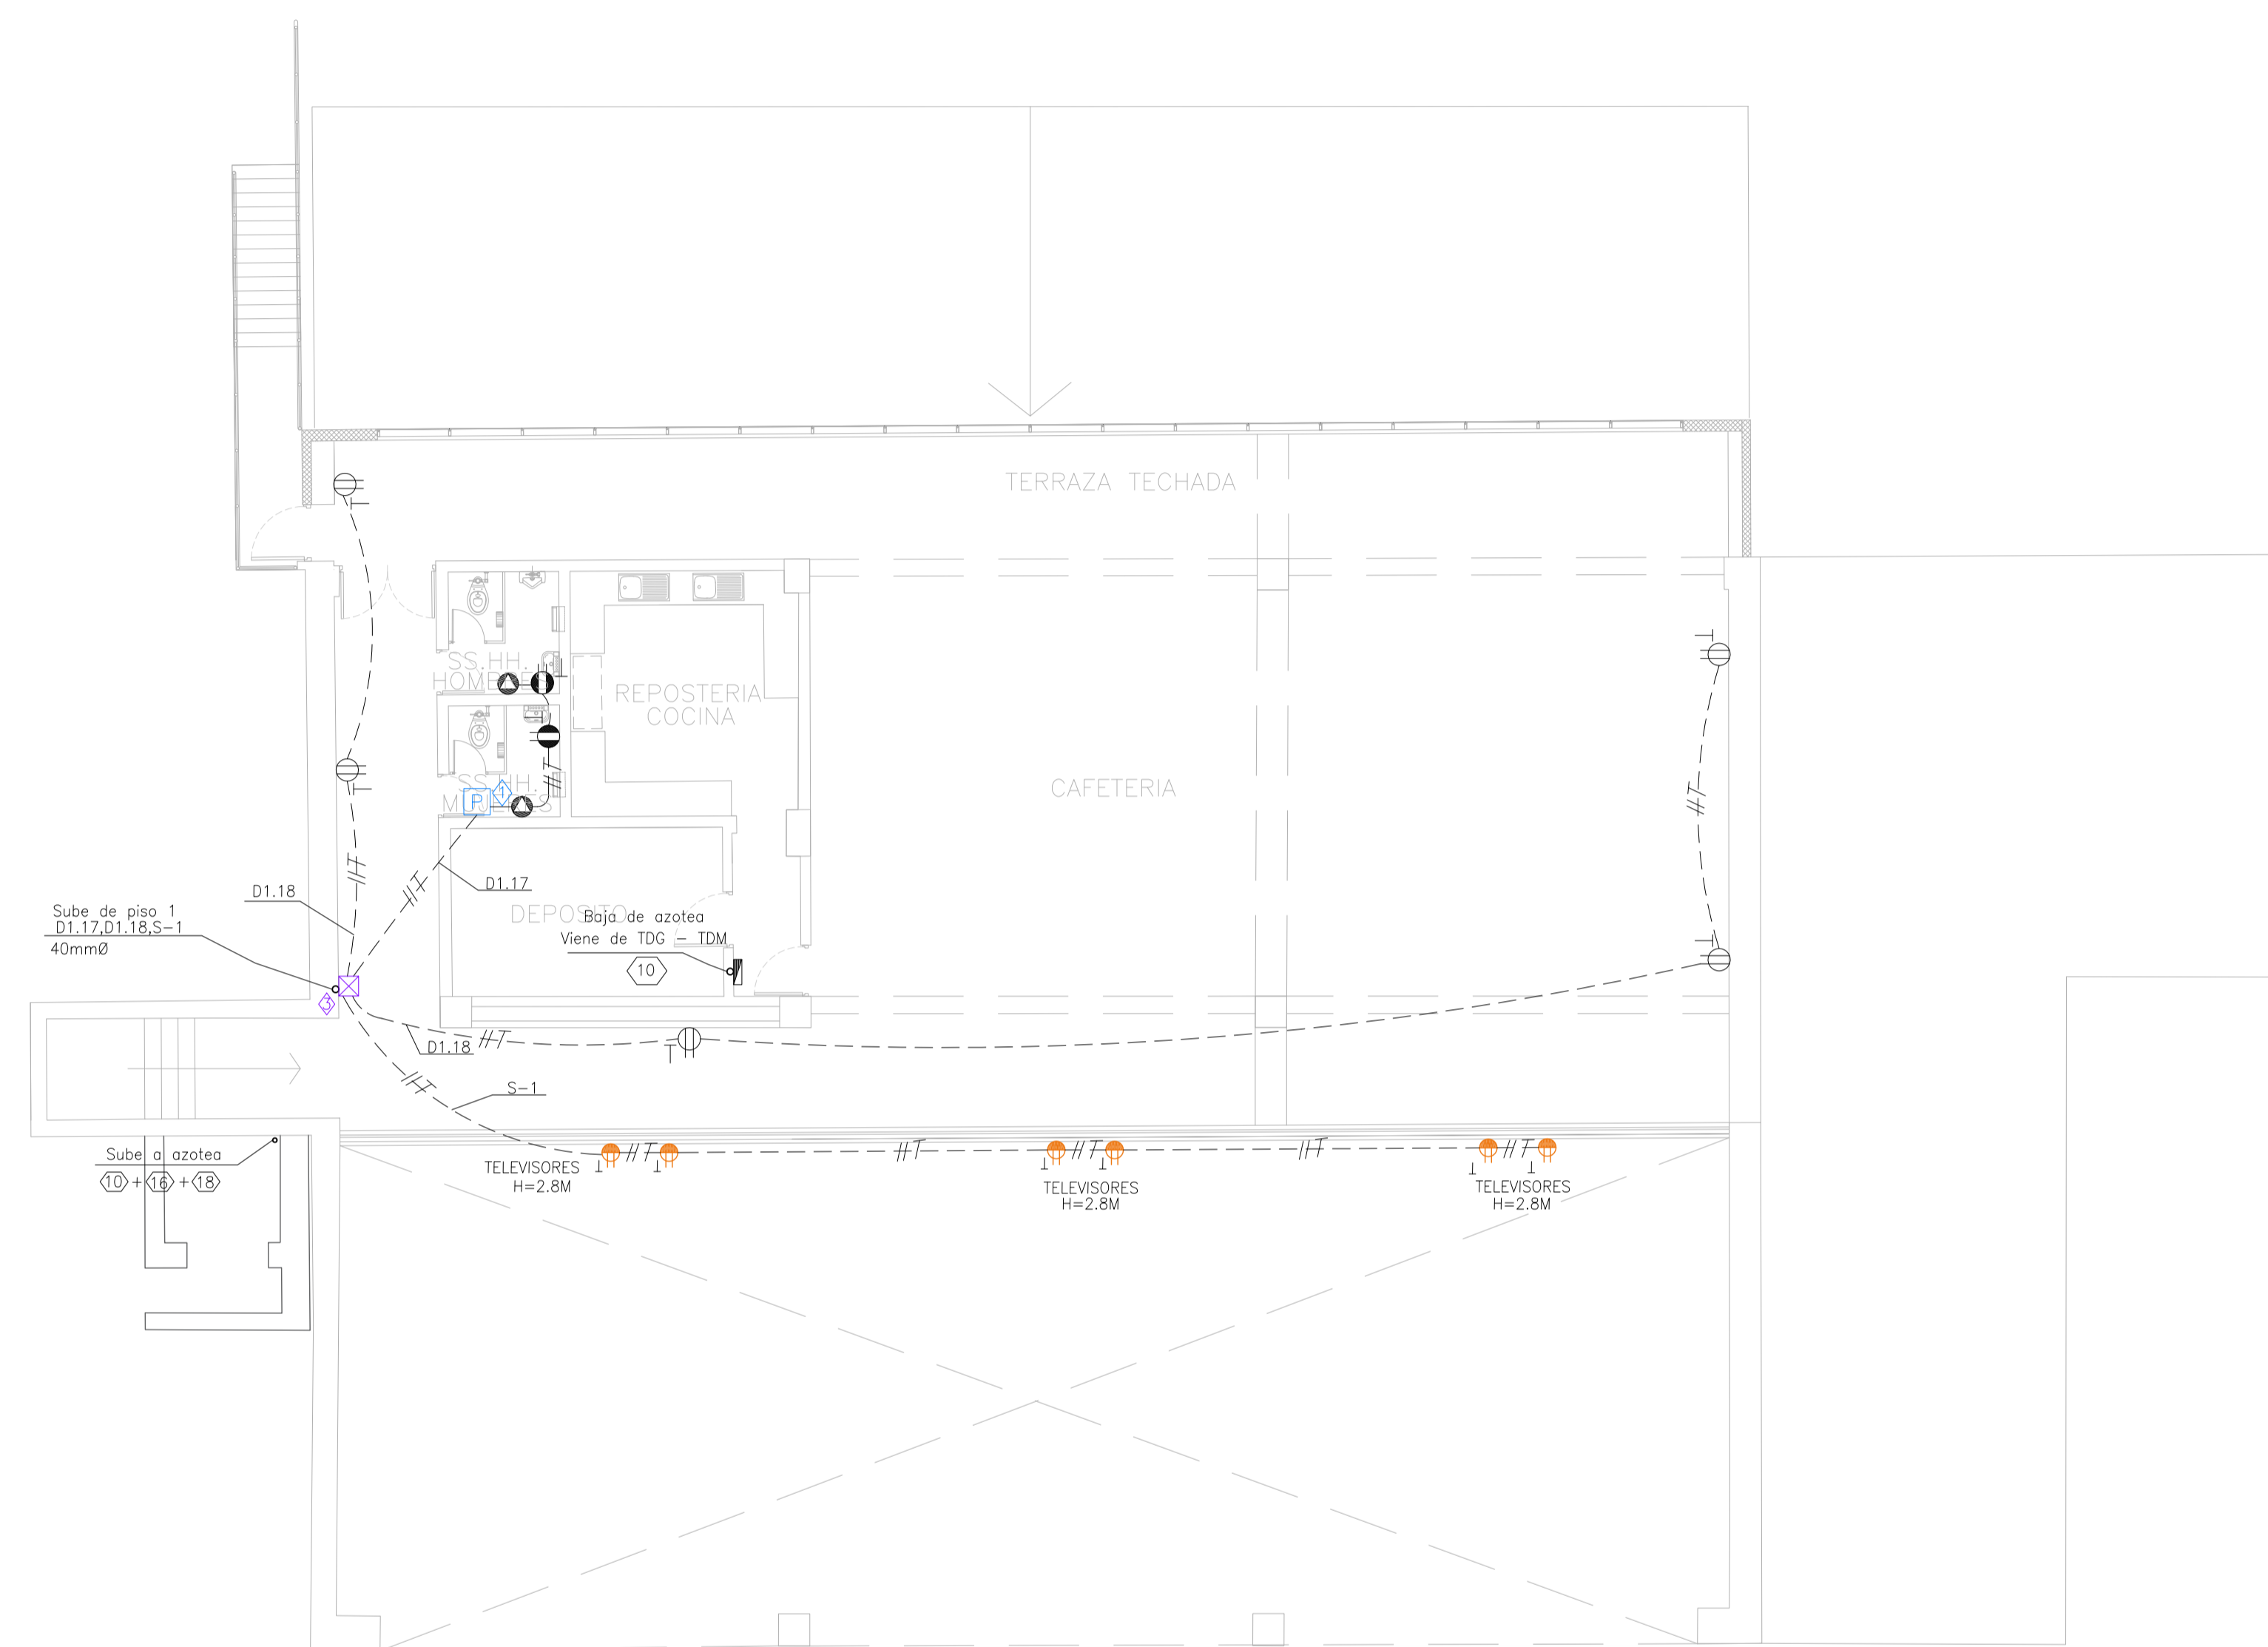 TERRAZA TECHADA
SS.HH.
HOMBRES
REPOSTERIA
COCINA
SS.HH.
MUJERES
P
1
CAFETERIA
D1.17
D1.18
DEPOSITO
Sube de piso 1
D1.17,D1.18,S-1
40mmØ
Baja de azotea
Viene de TDG - TDM
10
3
D1.18
S-1
Sube a azotea
10 + 16 + 18
TELEVISORES
H=2.8M
TELEVISORES
H=2.8M
TELEVISORES
H=2.8M